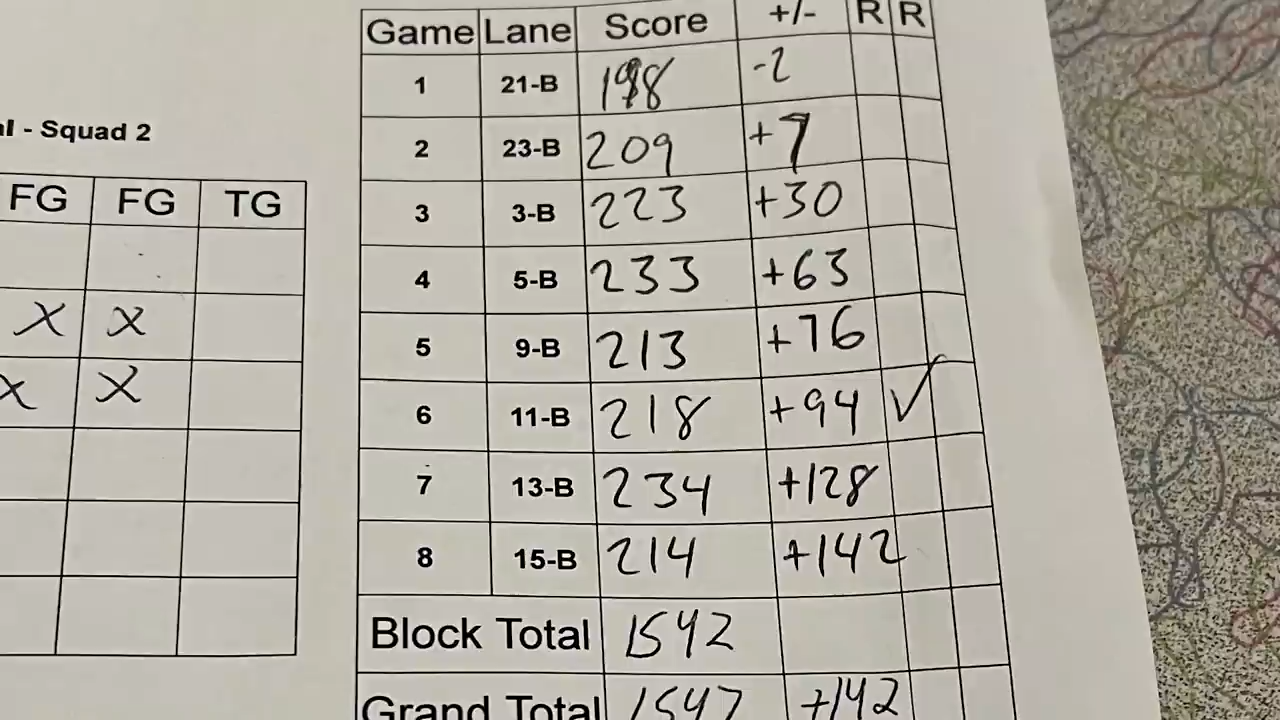 al - Squad 2
FG FG TG
X X
X X
Game Lane Score +/- R R
1 21-B 198 -2
2 23-B 209 +7
3 3-B 223 +30
4 5-B 233 +63
5 9-B 213 +76
6 11-B 218 +94 ✓
7 13-B 234 +128
8 15-B 214 +142
Block Total 1542
Grand Total 1542 +142